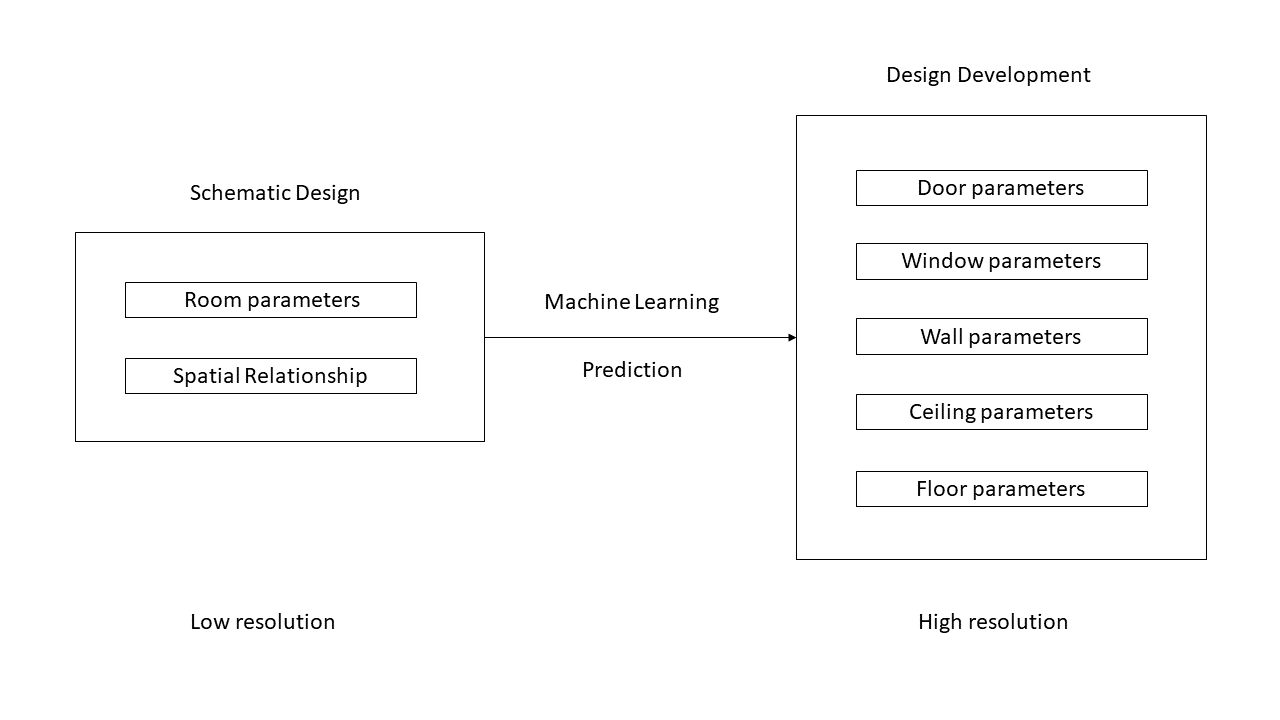 Design Development
Schematic Design
Door parameters
Window parameters
Room parameters
Machine Learning
Wall parameters
Spatial Relationship
Prediction
Ceiling parameters
Floor parameters
Low resolution
High resolution